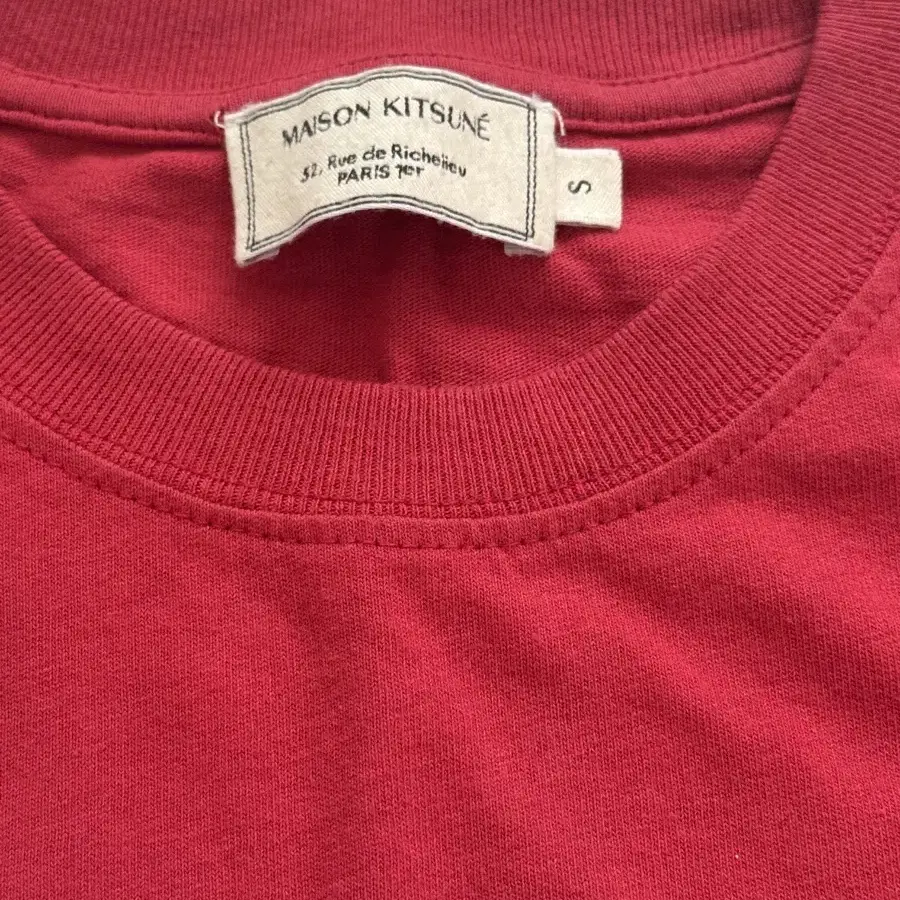 MAISON KITSUNÉ
52, Rue de Richelieu
PARIS 1er
S